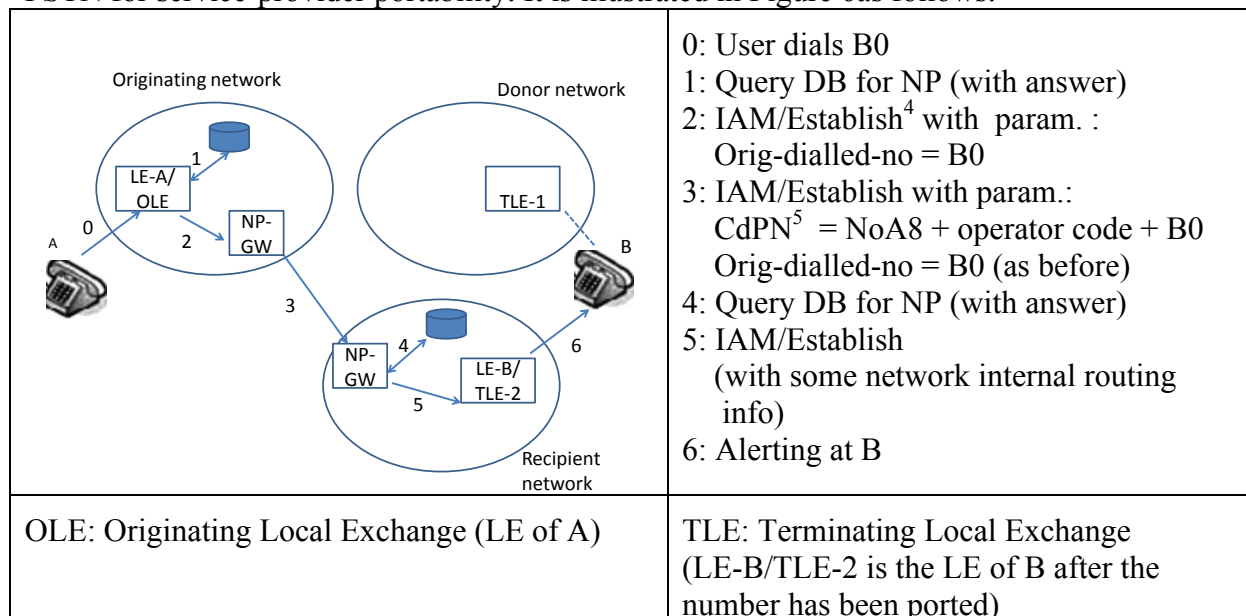 PSTN for service-provider portability. It is illustrated in Figure 6as follows:
Originating network
Donor network
1
LE-A/
OLE
TLE-1
0
2
NP-
GW
A
B
3
NP-
GW
4
LE-B/
TLE-2
6
5
Recipient
network
0: User dials B0
1: Query DB for NP (with answer)
2: IAM/Establish4 with param. :
Orig-dialled-no = B0
3: IAM/Establish with param.:
CdPN5 = NoA8 + operator code + B0
Orig-dialled-no = B0 (as before)
4: Query DB for NP (with answer)
5: IAM/Establish
(with some network internal routing
info)
6: Alerting at B
OLE: Originating Local Exchange (LE of A)
TLE: Terminating Local Exchange
(LE-B/TLE-2 is the LE of B after the
number has been ported)